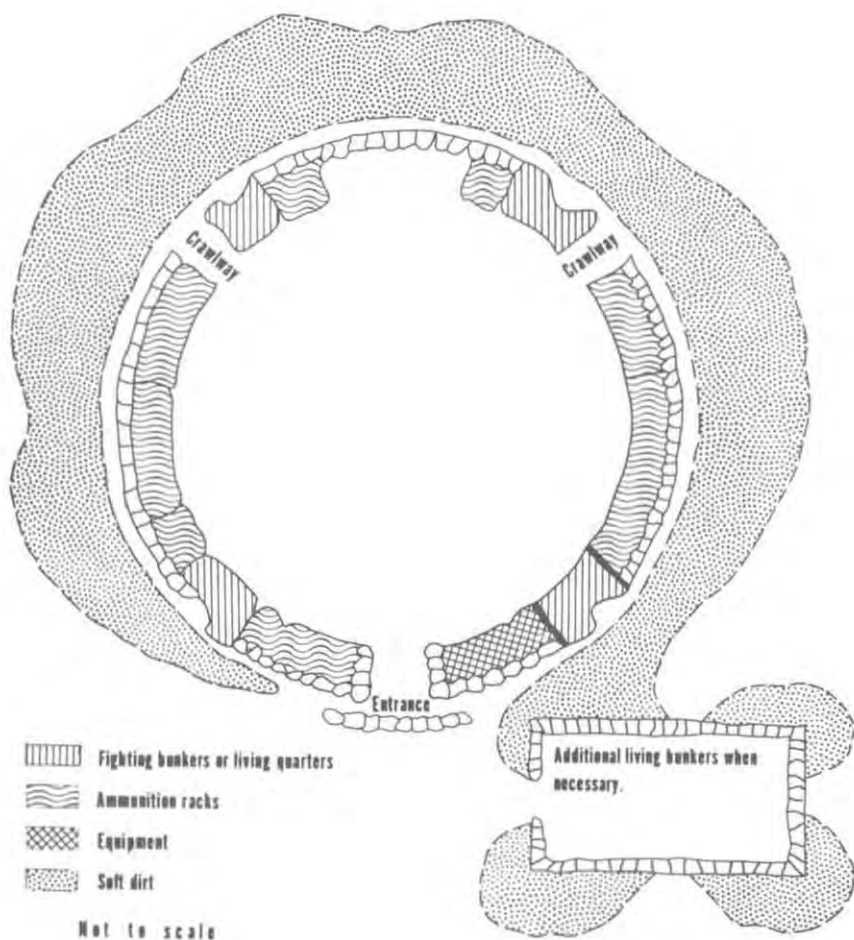 Crawlway
Crawlway
Entrance
Additional living bunkers when
necessary.
Fighting bunkers or living quarters
Ammunition racks
Equipment
Soft dirt
Not to scale